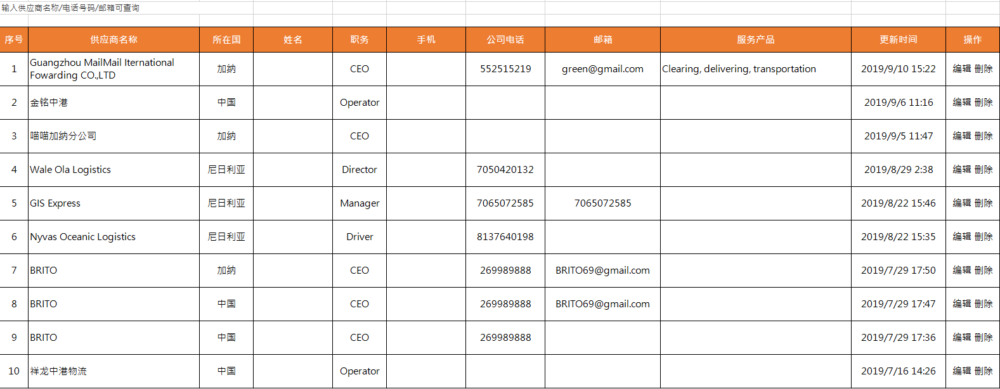 输入供应商名称/电话号码/邮箱可查询
序号 供应商名称 所在国 姓名 职务 手机 公司电话 邮箱 服务产品 更新时间 操作
1 Guangzhou MailMail Iternational Fowarding CO.,LTD 加纳 CEO 552515219 green@gmail.com Clearing, delivering, transportation 2019/9/10 15:22 编辑 删除
2 金铭中港 中国 Operator 2019/9/6 11:16 编辑 删除
3 喵喵加纳分公司 加纳 CEO 2019/9/5 11:47 编辑 删除
4 Wale Ola Logistics 尼日利亚 Director 7050420132 2019/8/29 2:38 编辑 删除
5 GIS Express 尼日利亚 Manager 7065072585 7065072585 2019/8/22 15:46 编辑 删除
6 Nyvas Oceanic Logistics 尼日利亚 Driver 8137640198 2019/8/22 15:35 编辑 删除
7 BRITO 加纳 CEO 269989888 BRITO69@gmail.com 2019/7/29 17:50 编辑 删除
8 BRITO 中国 CEO 269989888 BRITO69@gmail.com 2019/7/29 17:47 编辑 删除
9 BRITO 中国 CEO 269989888 2019/7/29 17:36 编辑 删除
10 祥龙中港物流 中国 Operator 2019/7/16 14:26 编辑 删除